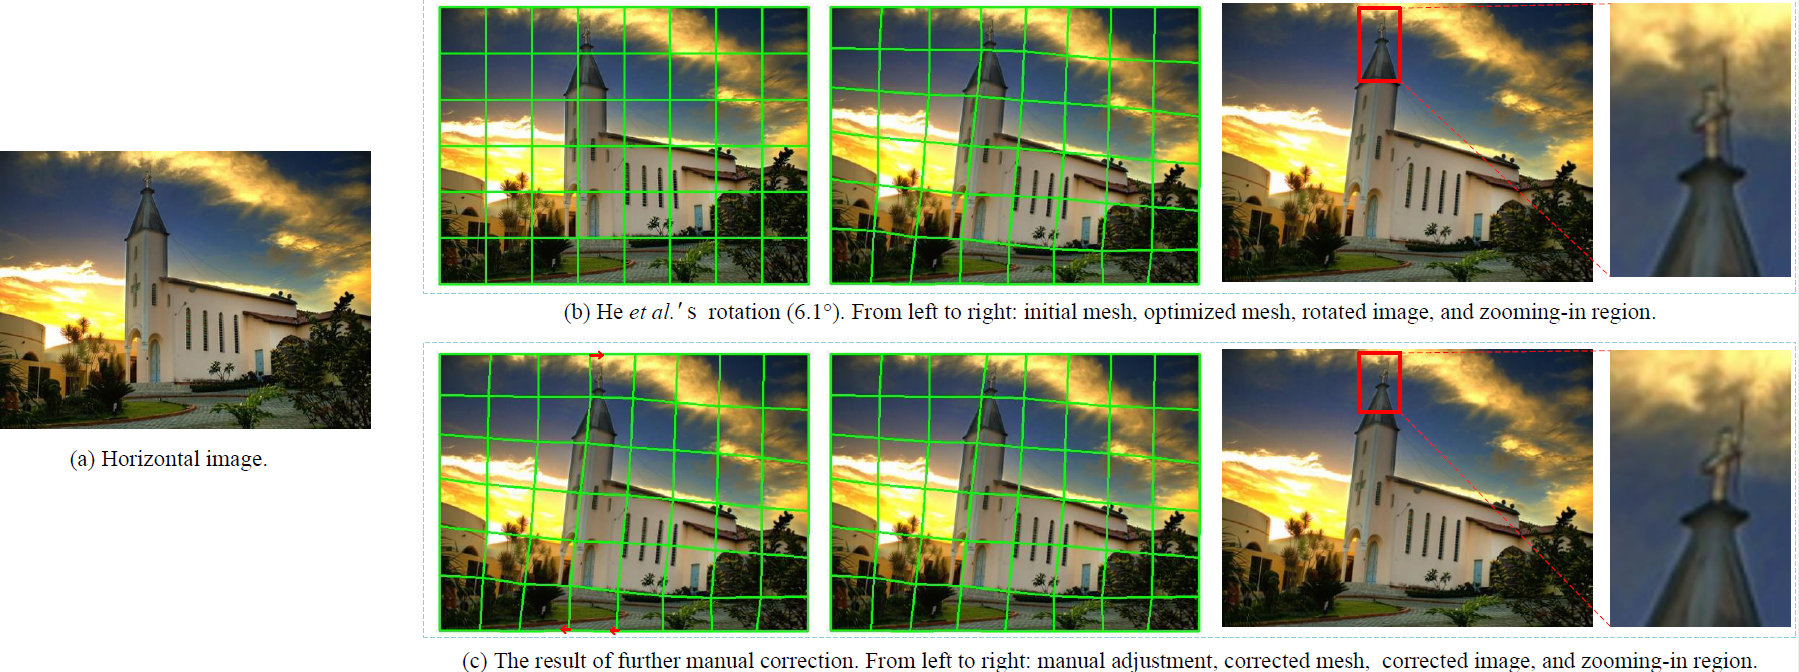 (b) He et al.′ s rotation (6.1°). From left to right: initial mesh, optimized mesh, rotated image, and zooming-in region.
(a) Horizontal image.
(c) The result of further manual correction. From left to right: manual adjustment, corrected mesh, corrected image, and zooming-in region.